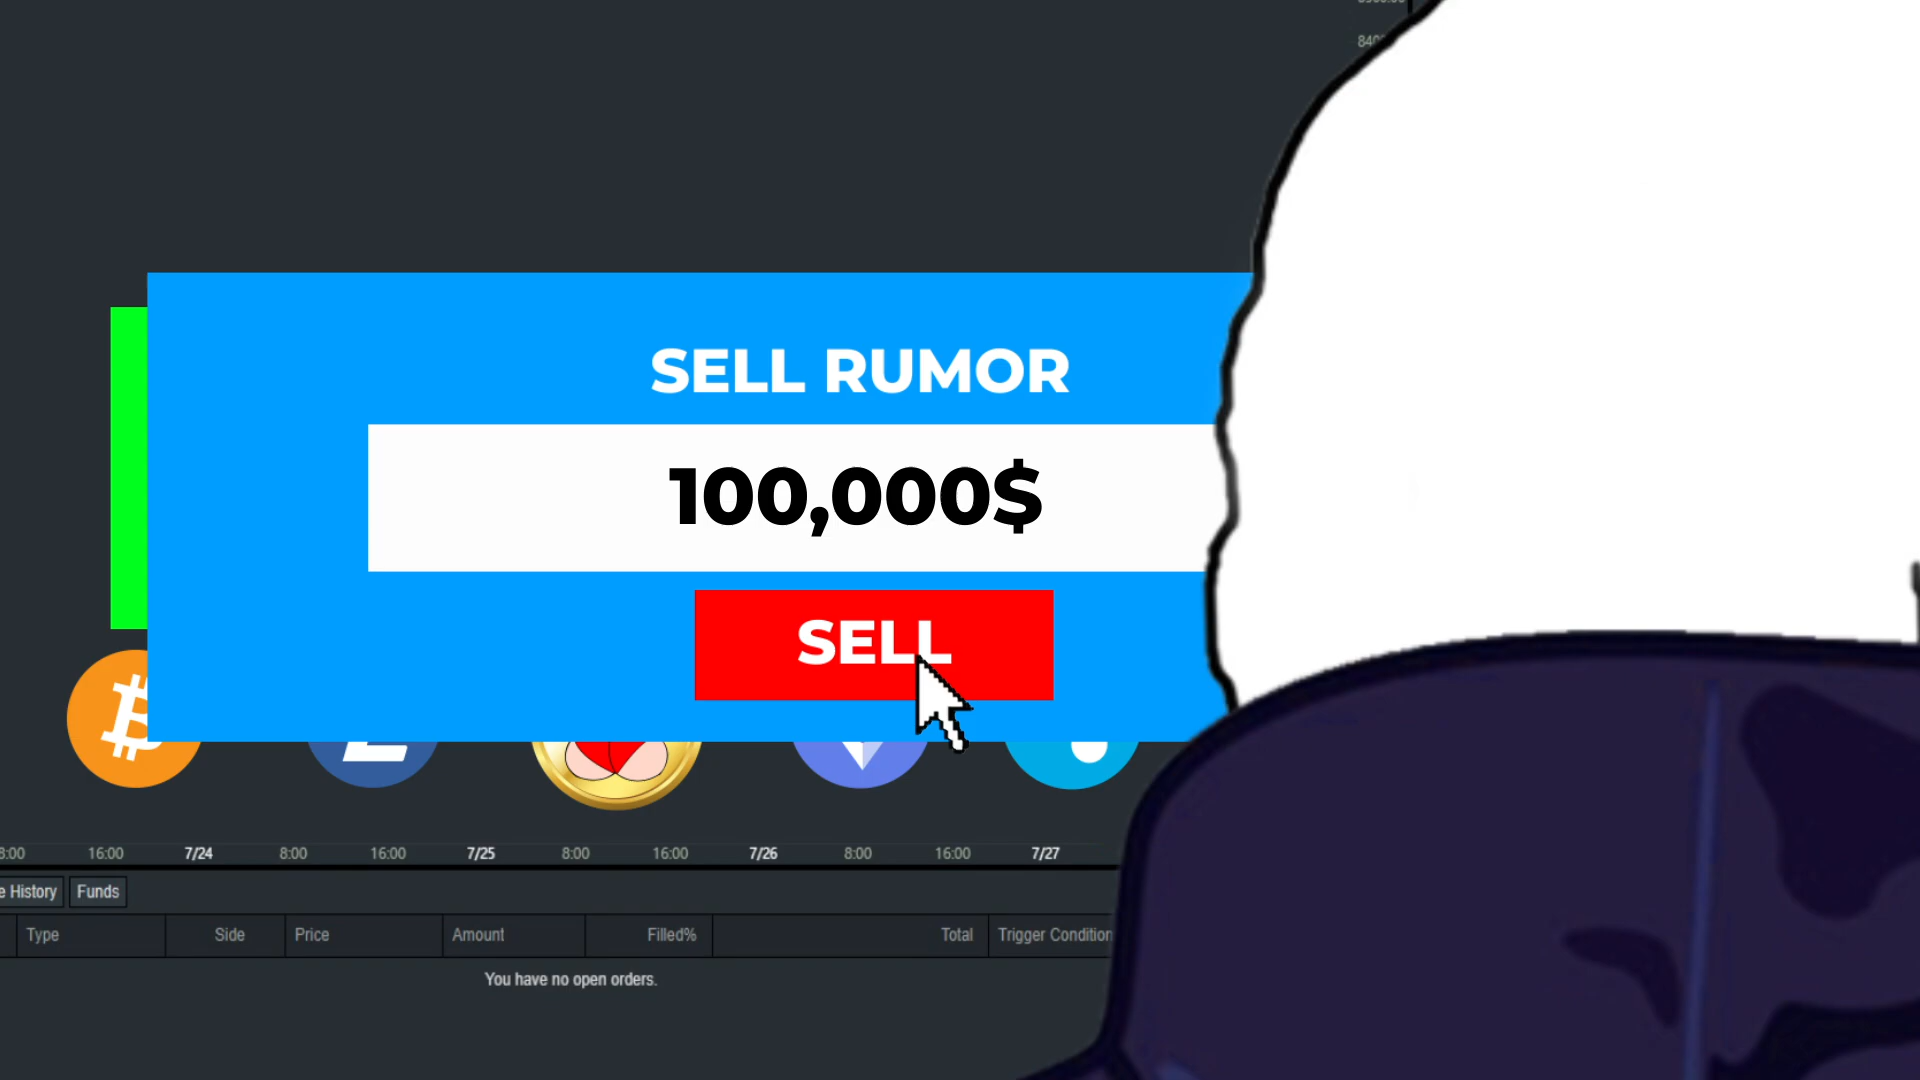 SELL RUMOR
100,000$
SELL
16:00 7/24 8:00 16:00 7/25 8:00 16:00 7/26 8:00 16:00 7/27
History Funds
Type Side Price Amount Filled% Total Trigger Condition
You have no open orders.